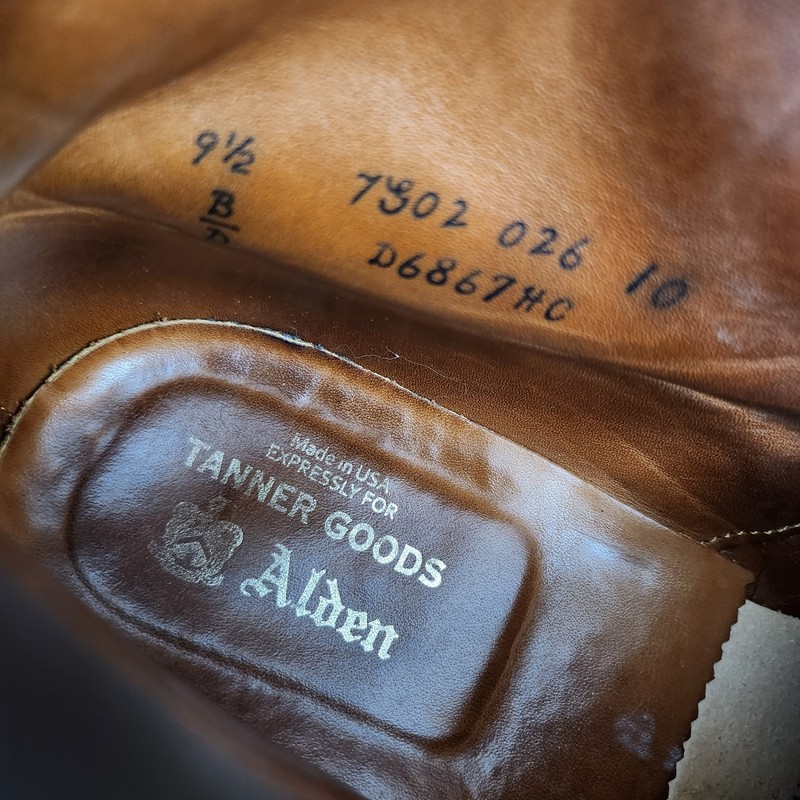 9½ 7902 026 10
B
D
D6867HC
Made in USA
EXPRESSLY FOR
TANNER GOODS
Alden